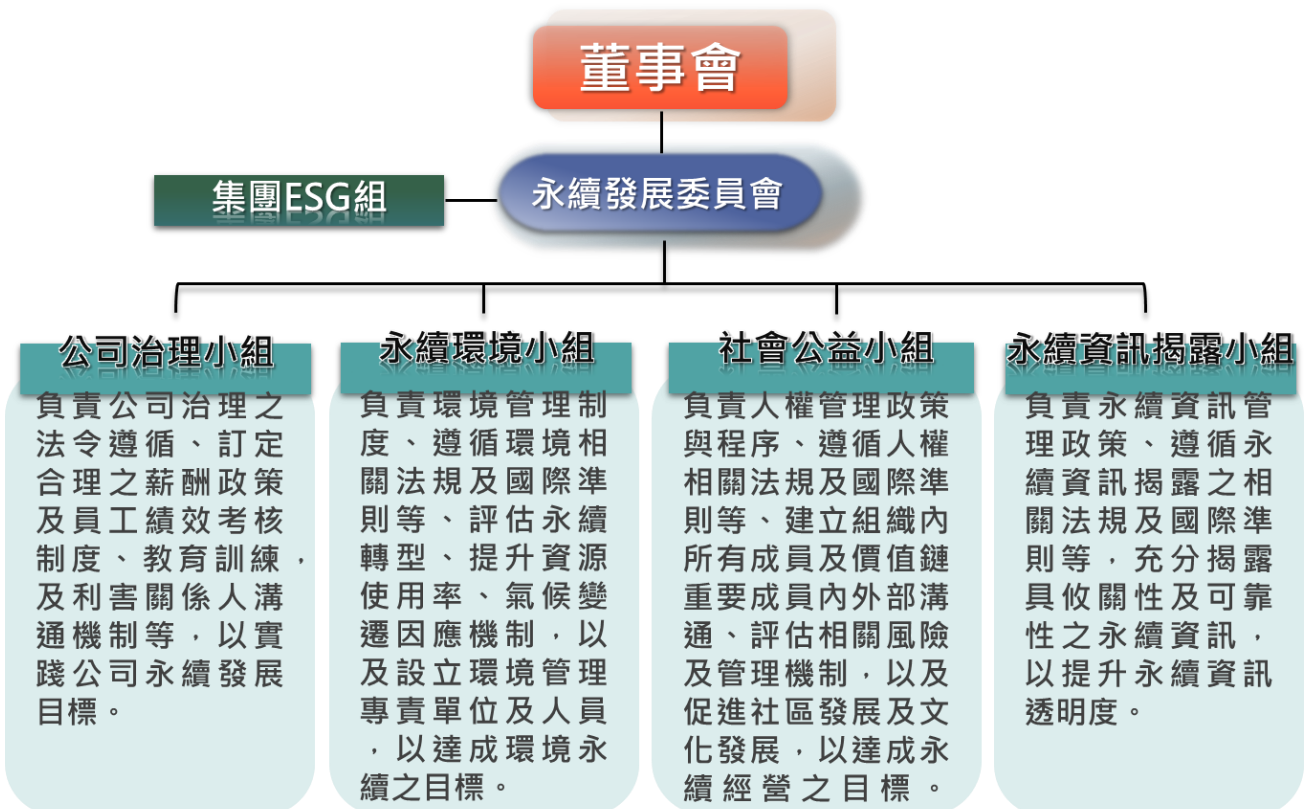 董事會
集團ESG組
永續發展委員會
公司治理小組
負責公司治理之
法令遵循、訂定
合理之薪酬政策
及員工績效考核
制度、教育訓練，
及利害關係人溝
通機制等，以實
踐公司永續發展
目標。
永續環境小組
負責環境管理制
度、遵循環境相
關法規及國際準
則等、評估永續
轉型、提升資源
使用率、氣候變
遷因應機制，以
及設立環境管理
專責單位及人員
，以達成環境永
續之目標。
社會公益小組
負責人權管理政策
與程序、遵循人權
相關法規及國際準
則等、建立組織內
所有成員及價值鏈
重要成員內外部溝
通、評估相關風險
及管理機制，以及
促進社區發展及文
化發展，以達成永
續經營之目標。
永續資訊揭露小組
負責永續資訊管
理政策、遵循永
續資訊揭露之相
關法規及國際準
則等，充分揭露
具攸關性及可靠
性之永續資訊，
以提升永續資訊
透明度。